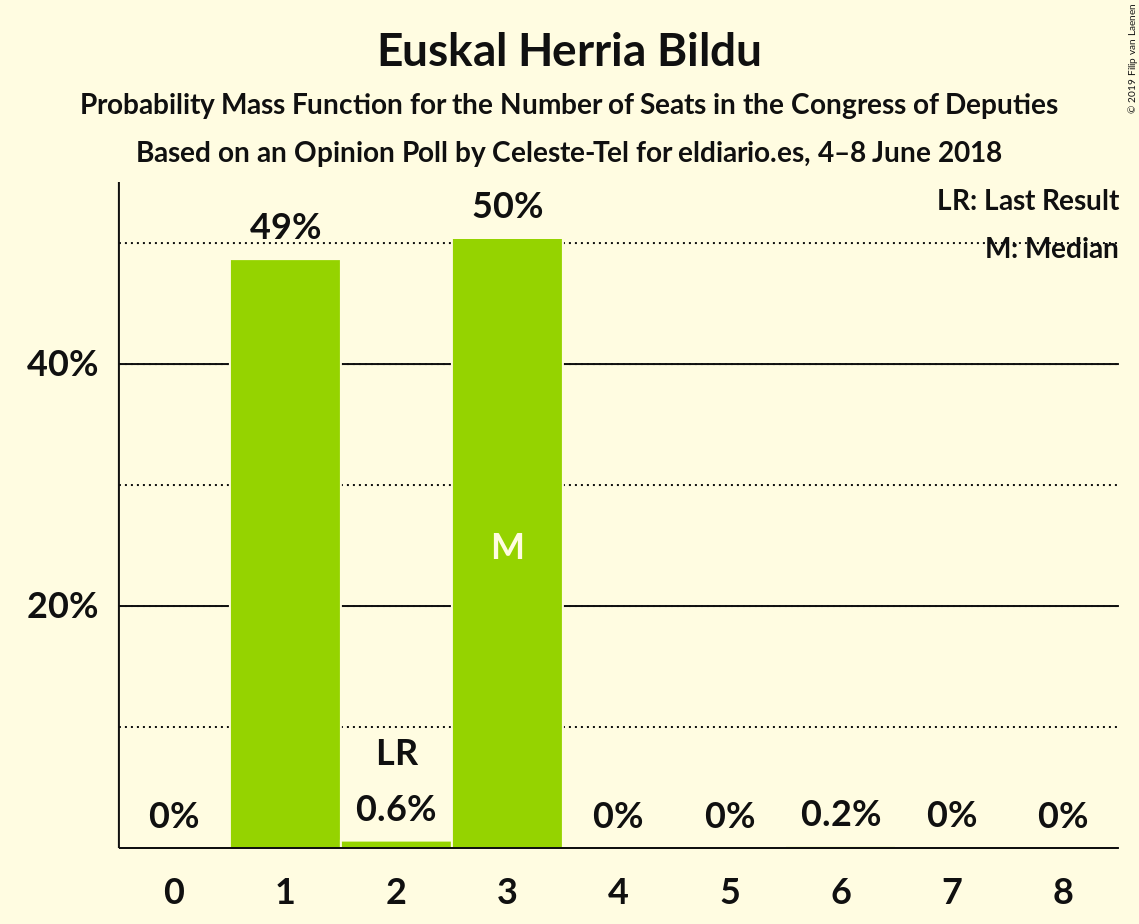 Euskal Herria Bildu
Probability Mass Function for the Number of Seats in the Congress of Deputies
Based on an Opinion Poll by Celeste-Tel for eldiario.es, 4–8 June 2018
© 2019 Filip van Laenen
LR: Last Result
M: Median
49%
50%
40%
M
20%
LR
0% 0.6% 0% 0% 0.2% 0% 0%
0 1 2 3 4 5 6 7 8